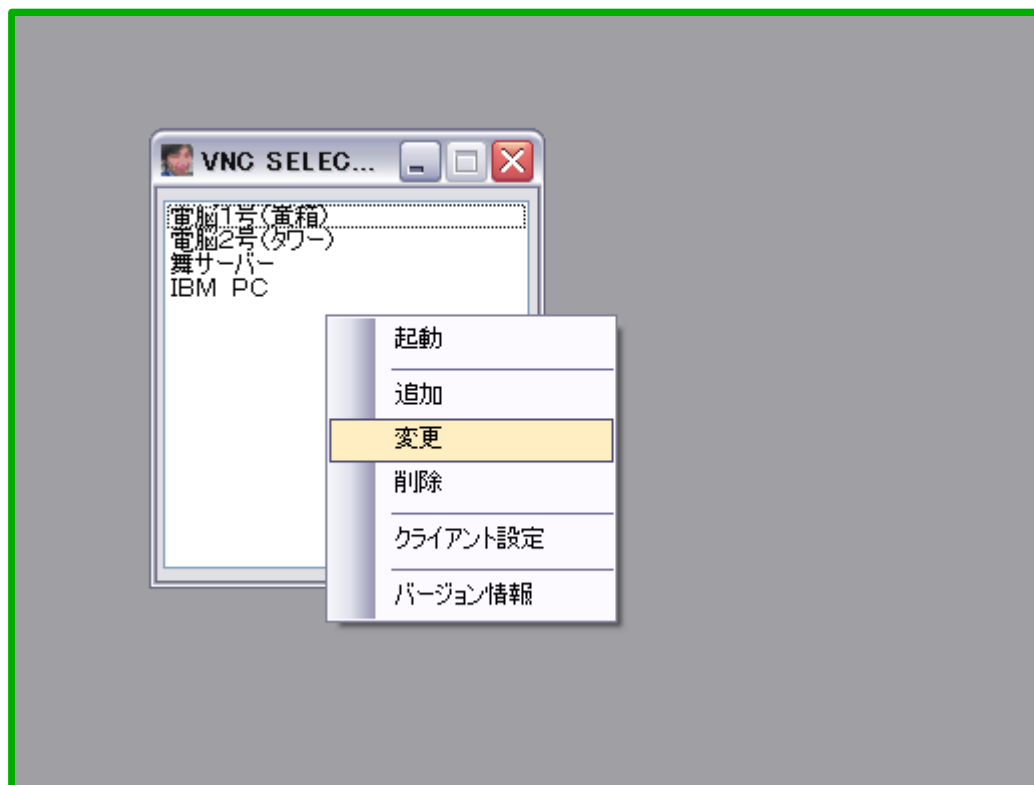 VNC SELEC...
電脳1号(黄箱)
電脳2号(タワー)
舞サーバー
IBM PC
起動
追加
変更
削除
クライアント設定
バージョン情報